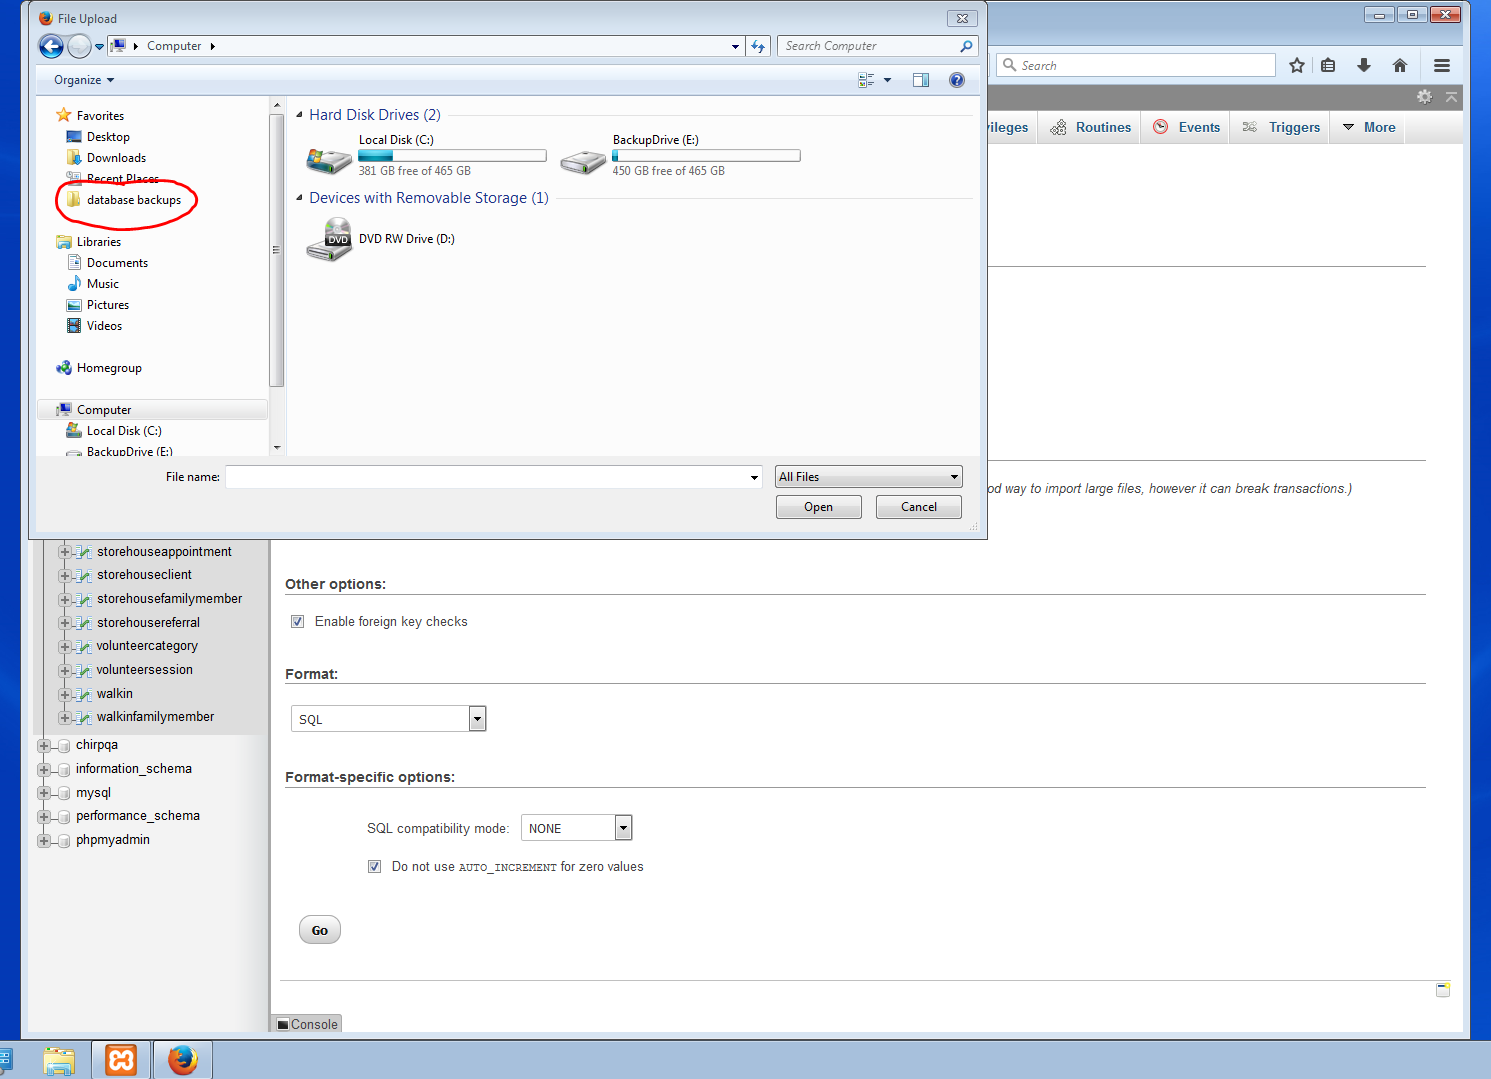 File Upload
Computer
Search Computer
Organize
Favorites
Desktop
Downloads
Recent Places
database backups
Libraries
Documents
Music
Pictures
Videos
Homegroup
Computer
Local Disk (C:)
BackupDrive (E:)
Hard Disk Drives (2)
Local Disk (C:)
381 GB free of 465 GB
BackupDrive (E:)
450 GB free of 465 GB
Devices with Removable Storage (1)
DVD
DVD RW Drive (D:)
File name:
All Files
Open
Cancel
Search
ileges
Routines
Events
Triggers
More
od way to import large files, however it can break transactions.)
storehouseappointment
storehouseclient
storehousefamilymember
storehousereferral
volunteercategory
volunteersession
walkin
walkinfamilymember
chirpqa
information_schema
mysql
performance_schema
phpmyadmin
Other options:
Enable foreign key checks
Format:
SQL
Format-specific options:
SQL compatibility mode:
NONE
Do not use AUTO_INCREMENT for zero values
Go
Console